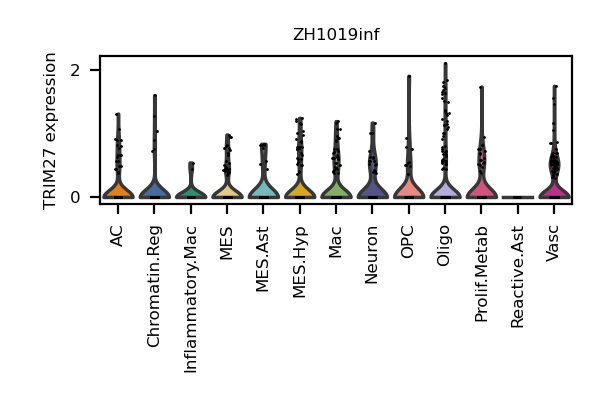 ZH1019inf
TRIM27 expression
2
0
AC
Chromatin.Reg
Inflammatory.Mac
MES
MES.Ast
MES.Hyp
Mac
Neuron
OPC
Oligo
Prolif.Metab
Reactive.Ast
Vasc